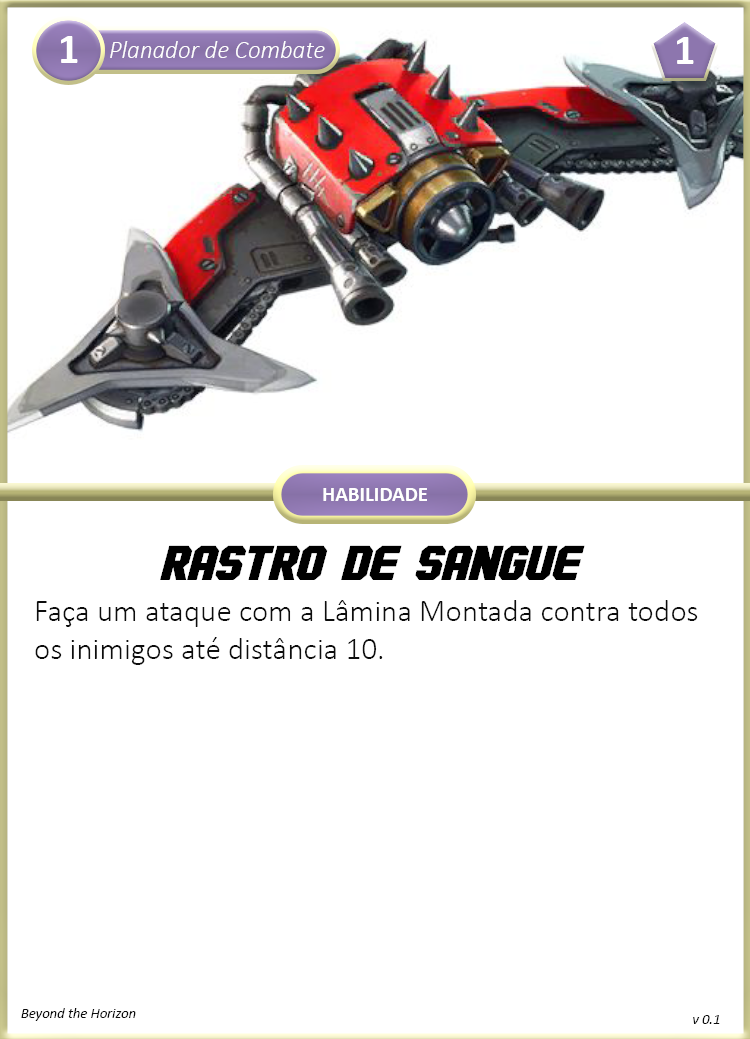 1
Planador de Combate
1
HABILIDADE
RASTRO DE SANGUE
Faça um ataque com a Lâmina Montada contra todos
os inimigos até distância 10.
Beyond the Horizon
v 0.1